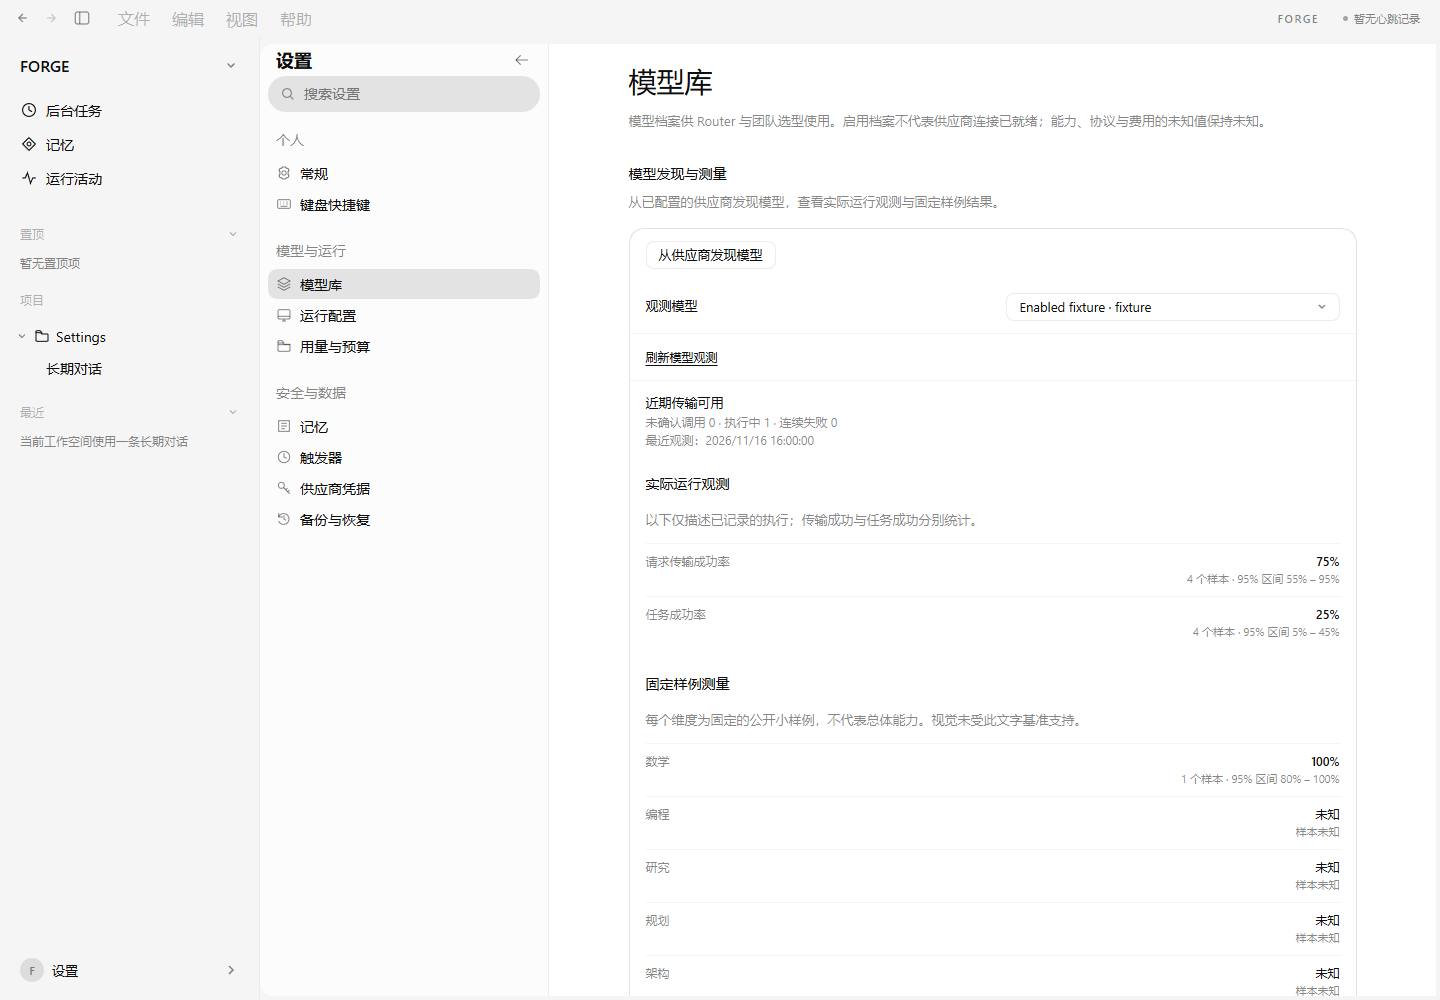 文件 编辑 视图 帮助
FORGE
暂无心跳记录
FORGE
后台任务
记忆
运行活动
置顶
暂无置顶项
项目
Settings
长期对话
最近
当前工作空间使用一条长期对话
F 设置
设置
搜索设置
个人
常规
键盘快捷键
模型与运行
模型库
运行配置
用量与预算
安全与数据
记忆
触发器
供应商凭据
备份与恢复
模型库
模型档案供 Router 与团队选型使用。启用档案不代表供应商连接已就绪；能力、协议与费用的未知值保持未知。
模型发现与测量
从已配置的供应商发现模型，查看实际运行观测与固定样例结果。
从供应商发现模型
观测模型
Enabled fixture · fixture
刷新模型观测
近期传输可用
未确认调用 0 · 执行中 1 · 连续失败 0
最近观测：2026/11/16 16:00:00
实际运行观测
以下仅描述已记录的执行；传输成功与任务成功分别统计。
请求传输成功率
75%
4 个样本 · 95% 区间 55% – 95%
任务成功率
25%
4 个样本 · 95% 区间 5% – 45%
固定样例测量
每个维度为固定的公开小样例，不代表总体能力。视觉未受此文字基准支持。
数学
100%
1 个样本 · 95% 区间 80% – 100%
编程
未知
样本未知
研究
未知
样本未知
规划
未知
样本未知
架构
未知
样本未知